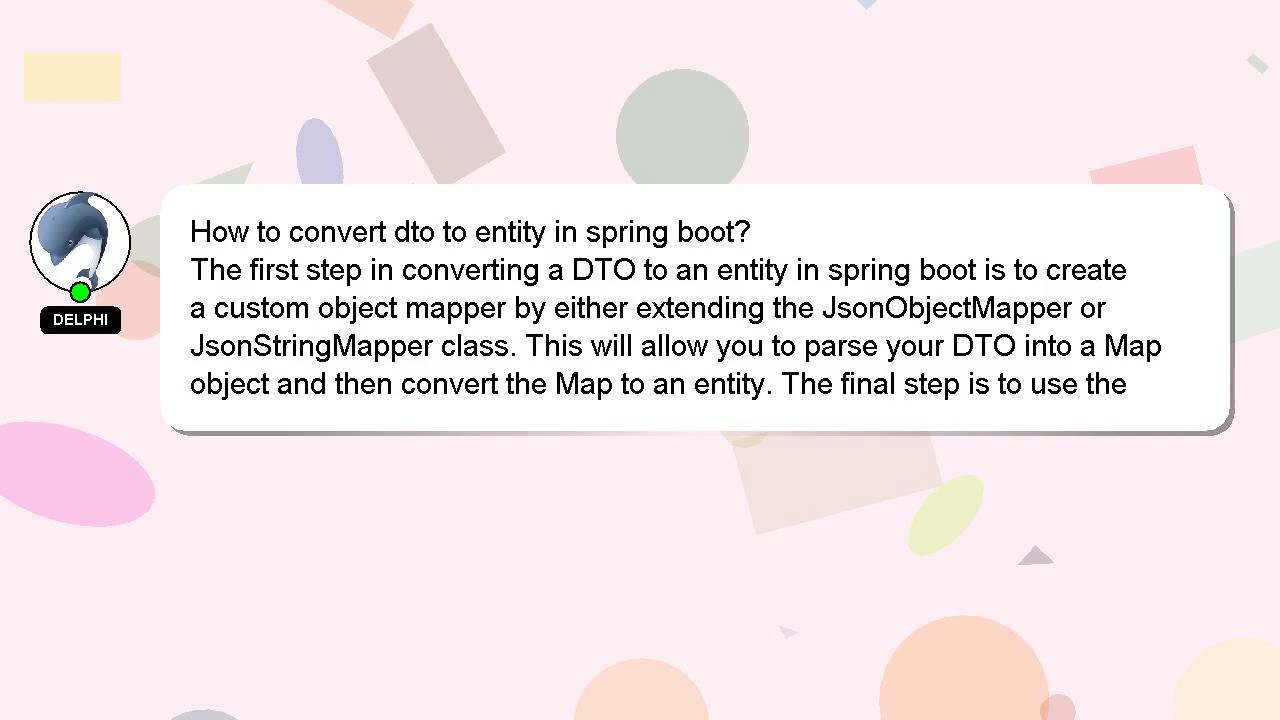 How to convert dto to entity in spring boot?
The first step in converting a DTO to an entity in spring boot is to create
a custom object mapper by either extending the JsonObjectMapper or
JsonStringMapper class. This will allow you to parse your DTO into a Map
object and then convert the Map to an entity. The final step is to use the
DELPHI